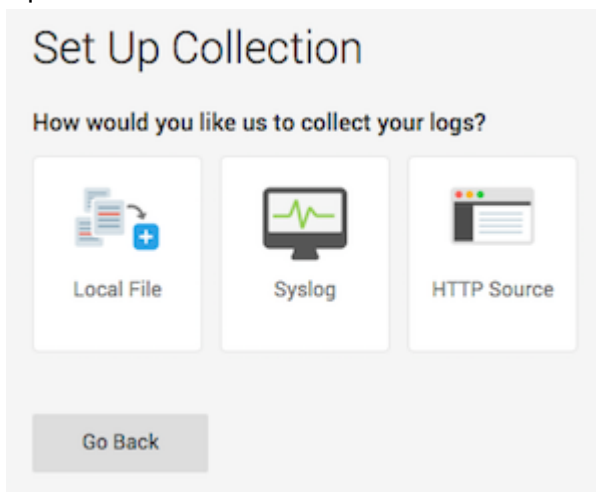 Set Up Collection
How would you like us to collect your logs?
Local File
Syslog
HTTP Source
Go Back